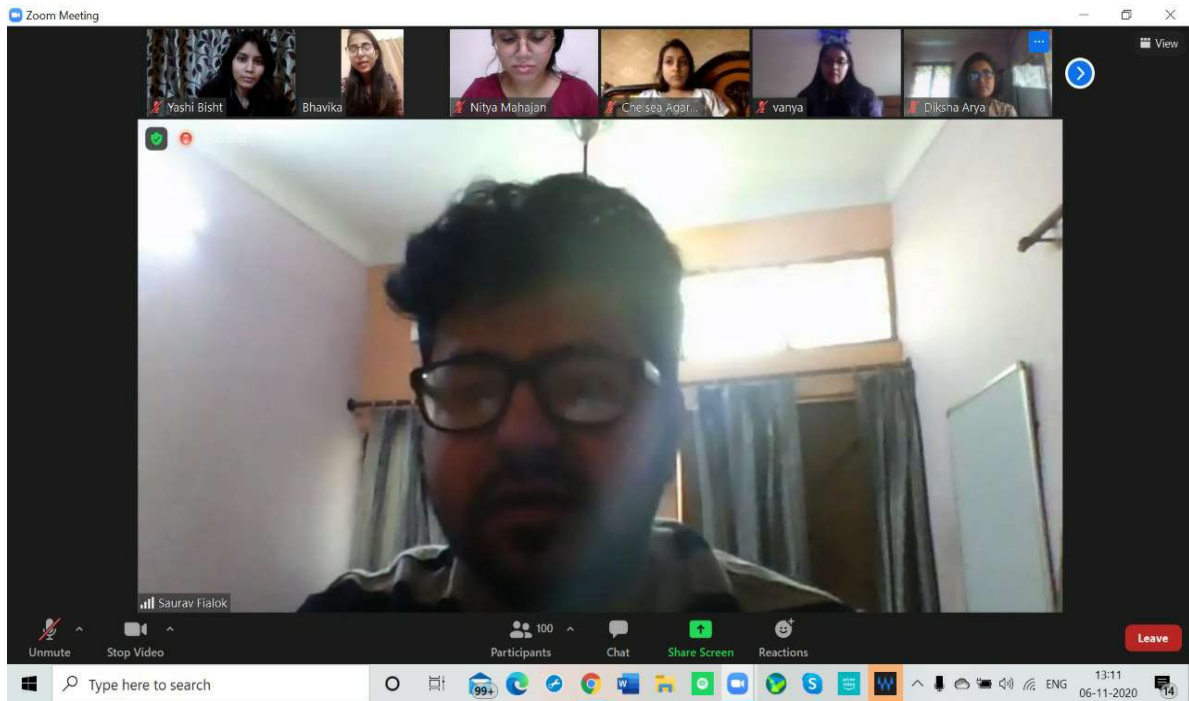 Zoom Meeting
View
Yashi Bisht
Bhavika
Nitya Mahajan
Chelsea Agar...
vanya
Diksha Arya
Recording
Saurav Fialok
Unmute
Stop Video
100
Participants
Chat
Share Screen
Reactions
Leave
Type here to search
99+
ENG
13:11
06-11-2020
14